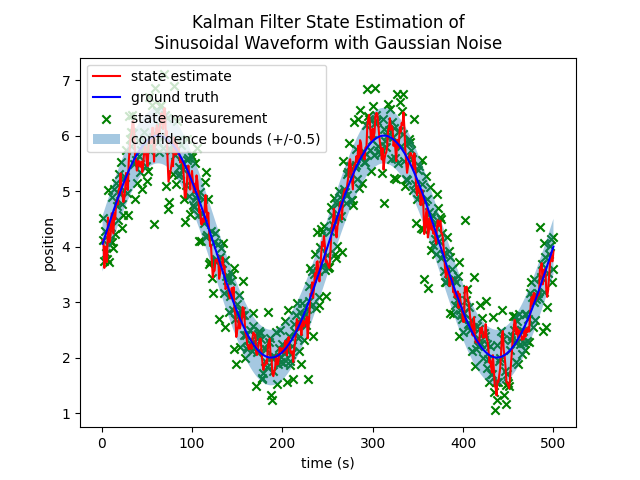 Kalman Filter State Estimation of
Sinusoidal Waveform with Gaussian Noise
state estimate
ground truth
state measurement
confidence bounds (+/-0.5)
7
6
5
4
3
2
1
position
0 100 200 300 400 500
time (s)